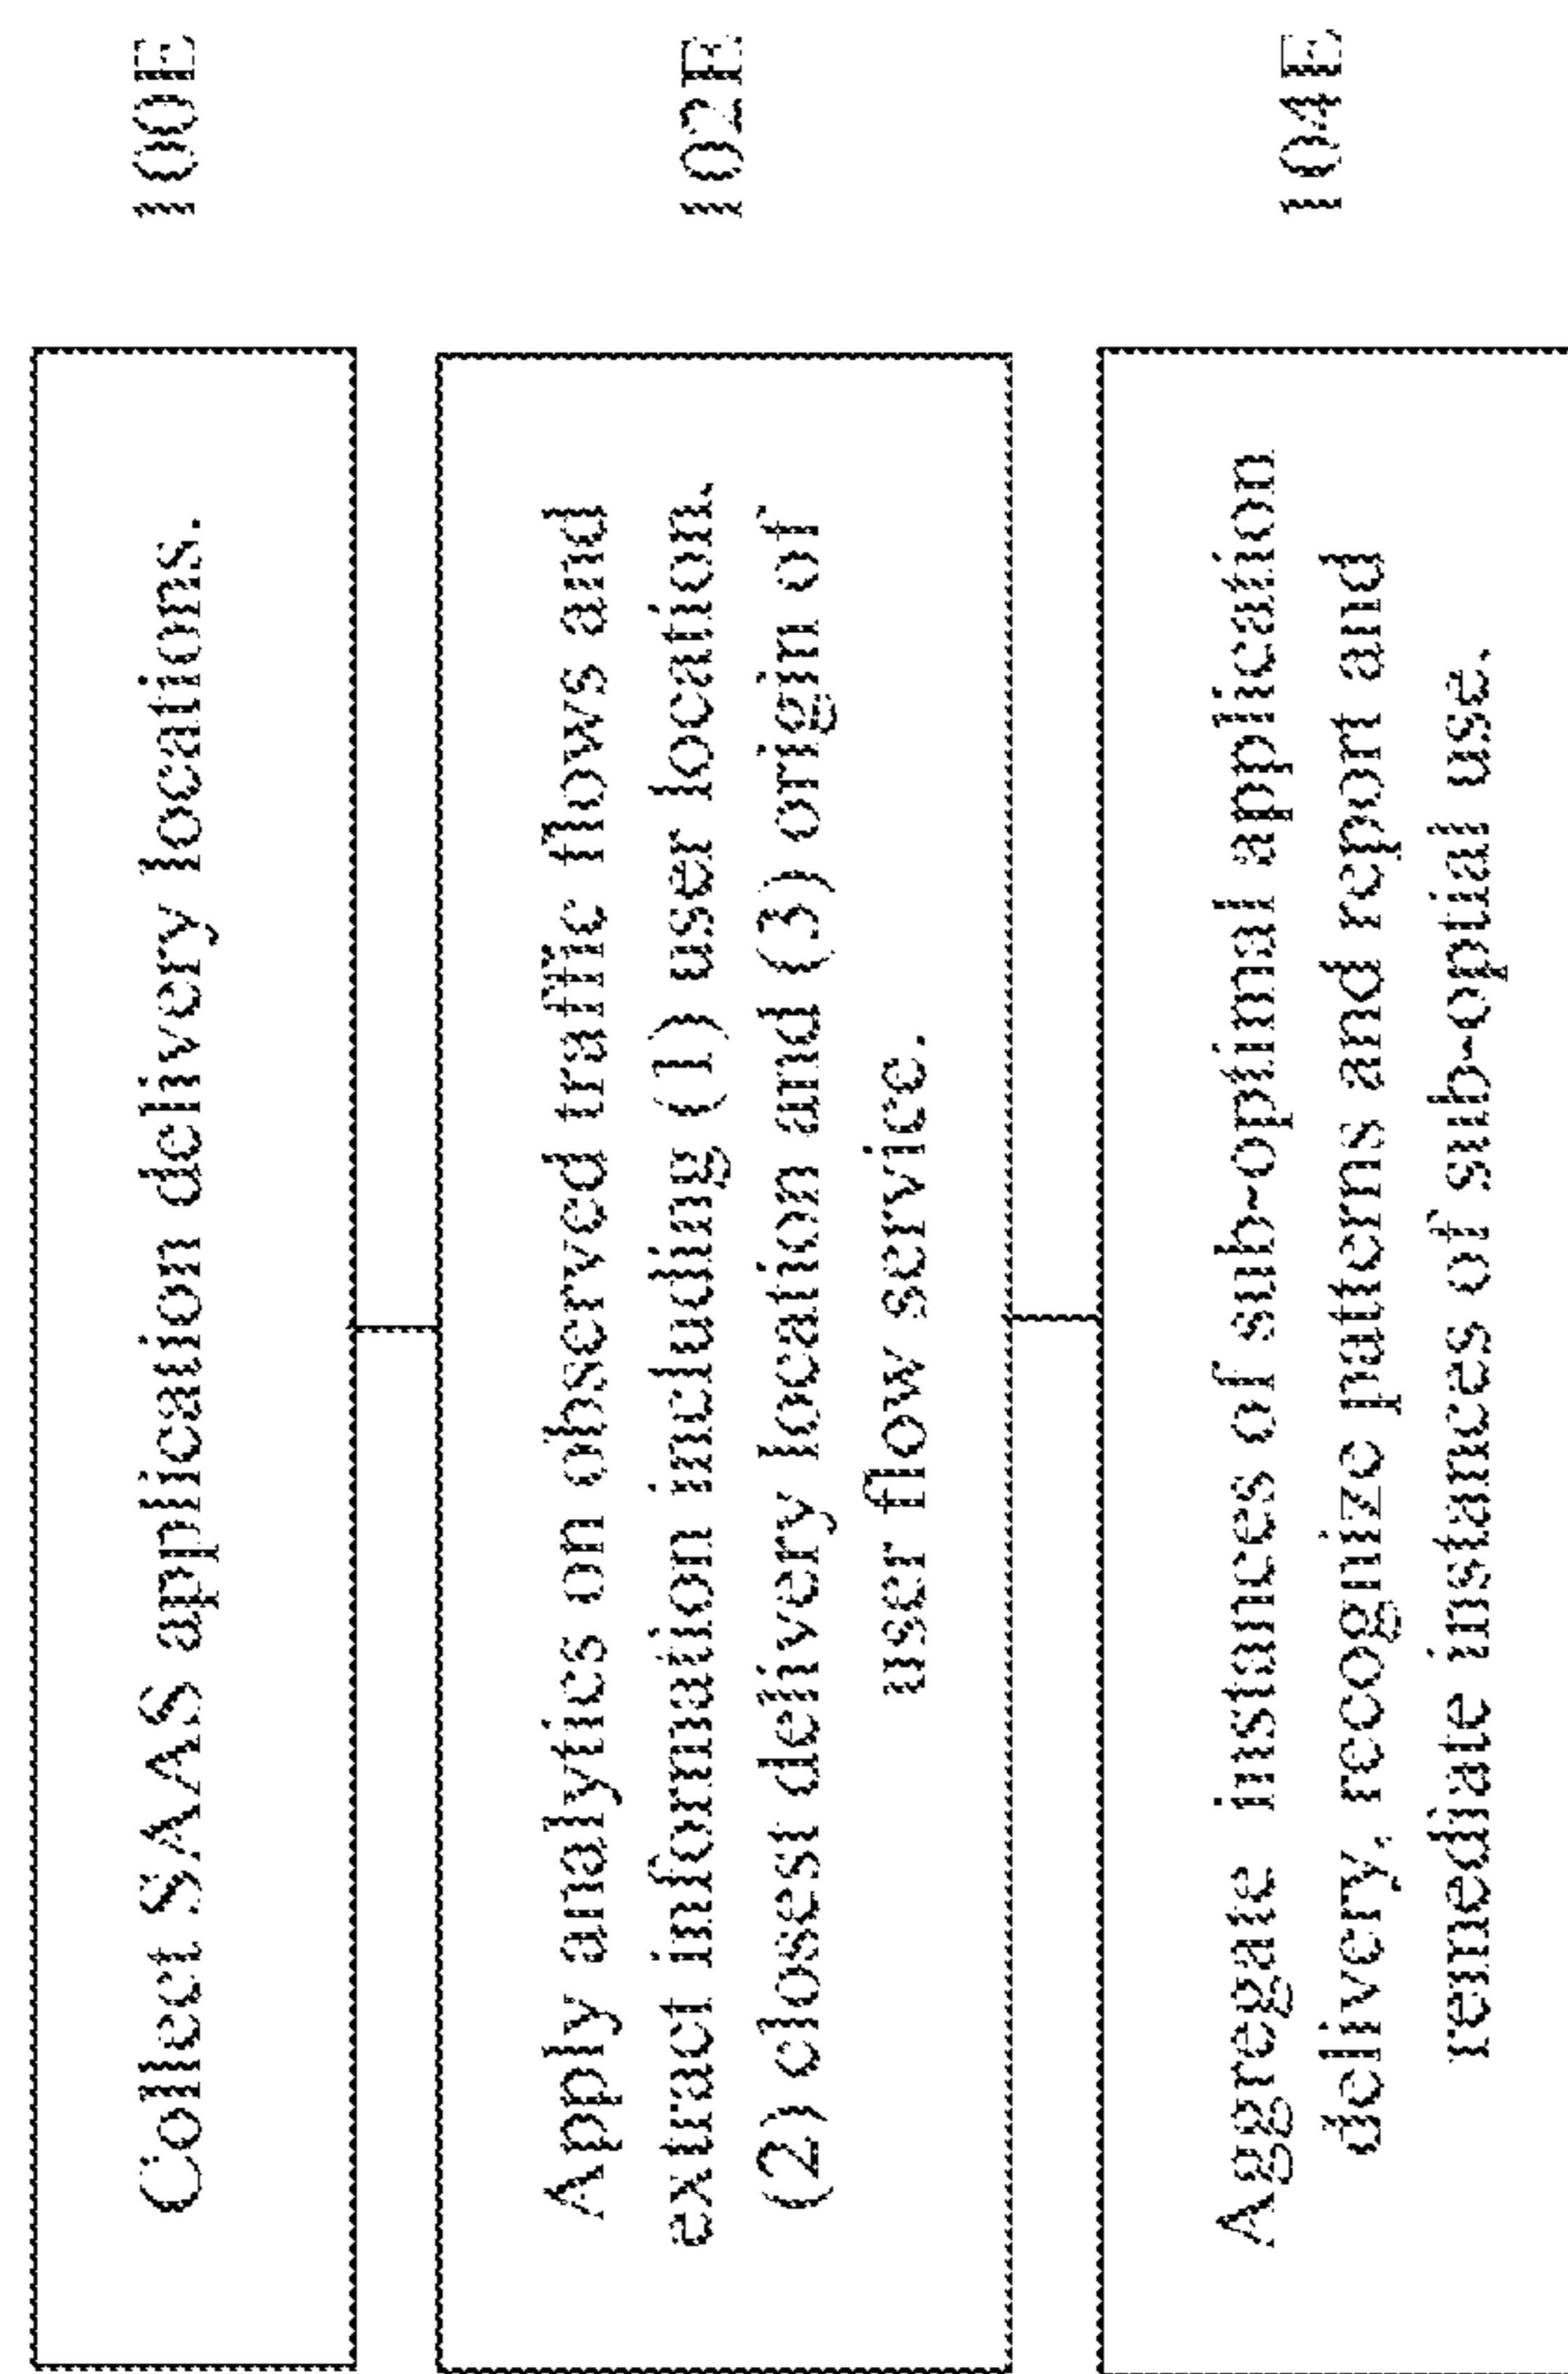 Collect SAAS application delivery locations.
100E
Apply analytics on observed traffic flows and
extract information including (1) user location,
(2) closest delivery location and (3) origin of
user flow service.
102E
Aggregate instances of sub-optimal application
delivery, recognize patterns and report and
remediate instances of sub-optial use.
104E